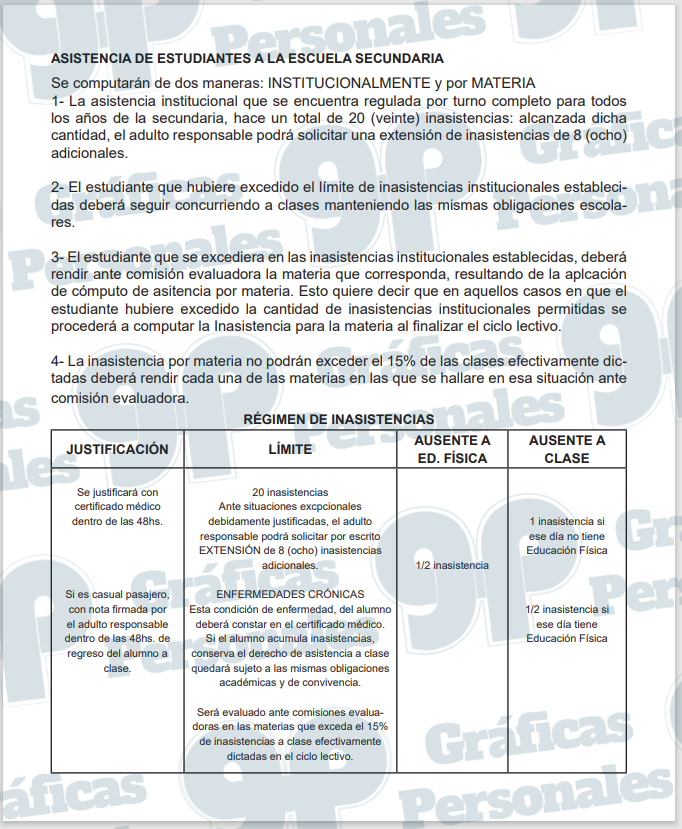 ASISTENCIA DE ESTUDIANTES A LA ESCUELA SECUNDARIA
Se computarán de dos maneras: INSTITUCIONALMENTE y por MATERIA
1- La asistencia institucional que se encuentra regulada por turno completo para todos
los años de la secundaria, hace un total de 20 (veinte) inasistencias: alcanzada dicha
cantidad, el adulto responsable podrá solicitar una extensión de inasistencias de 8 (ocho)
adicionales.
2- El estudiante que hubiere excedido el límite de inasistencias institucionales estableci-
das deberá seguir concurriendo a clases manteniendo las mismas obligaciones escola-
res.
3- El estudiante que se excediera en las inasistencias institucionales establecidas, deberá
rendir ante comisión evaluadora la materia que corresponda, resultando de la aplcación
de cómputo de asitencia por materia. Esto quiere decir que en aquellos casos en que el
estudiante hubiere excedido la cantidad de inasistencias institucionales permitidas se
procederá a computar la Inasistencia para la materia al finalizar el ciclo lectivo.
4- La inasistencia por materia no podrán exceder el 15% de las clases efectivamente dic-
tadas deberá rendir cada una de las materias en las que se hallare en esa situación ante
comisión evaluadora.
RÉGIMEN DE INASISTENCIAS
JUSTIFICACIÓN
LÍMITE
AUSENTE A
ED. FÍSICA
AUSENTE A
CLASE
Se justificará con
certificado médico
dentro de las 48hs.
Si es casual pasajero,
con nota firmada por
el adulto responsable
dentro de las 48hs. de
regreso del alumno a
clase.
20 inasistencias
Ante situaciones excpcionales
debidamente justificadas, el adulto
responsable podrá solicitar por escrito
EXTENSIÓN de 8 (ocho) inasistencias
adicionales.
ENFERMEDADES CRÓNICAS
Esta condición de enfermedad, del alumno
deberá constar en el certificado médico.
Si el alumno acumula inasistencias,
conserva el derecho de asistencia a clase
quedará sujeto a las mismas obligaciones
académicas y de convivencia.
Será evaluado ante comisiones evalua-
doras en las materias que exceda el 15%
de inasistencias a clase efectivamente
dictadas en el ciclo lectivo.
1/2 inasistencia
1 inasistencia si
ese día no tiene
Educación Física
1/2 inasistencia si
ese día tiene
Educación Física
gp
Gráficas
Personales